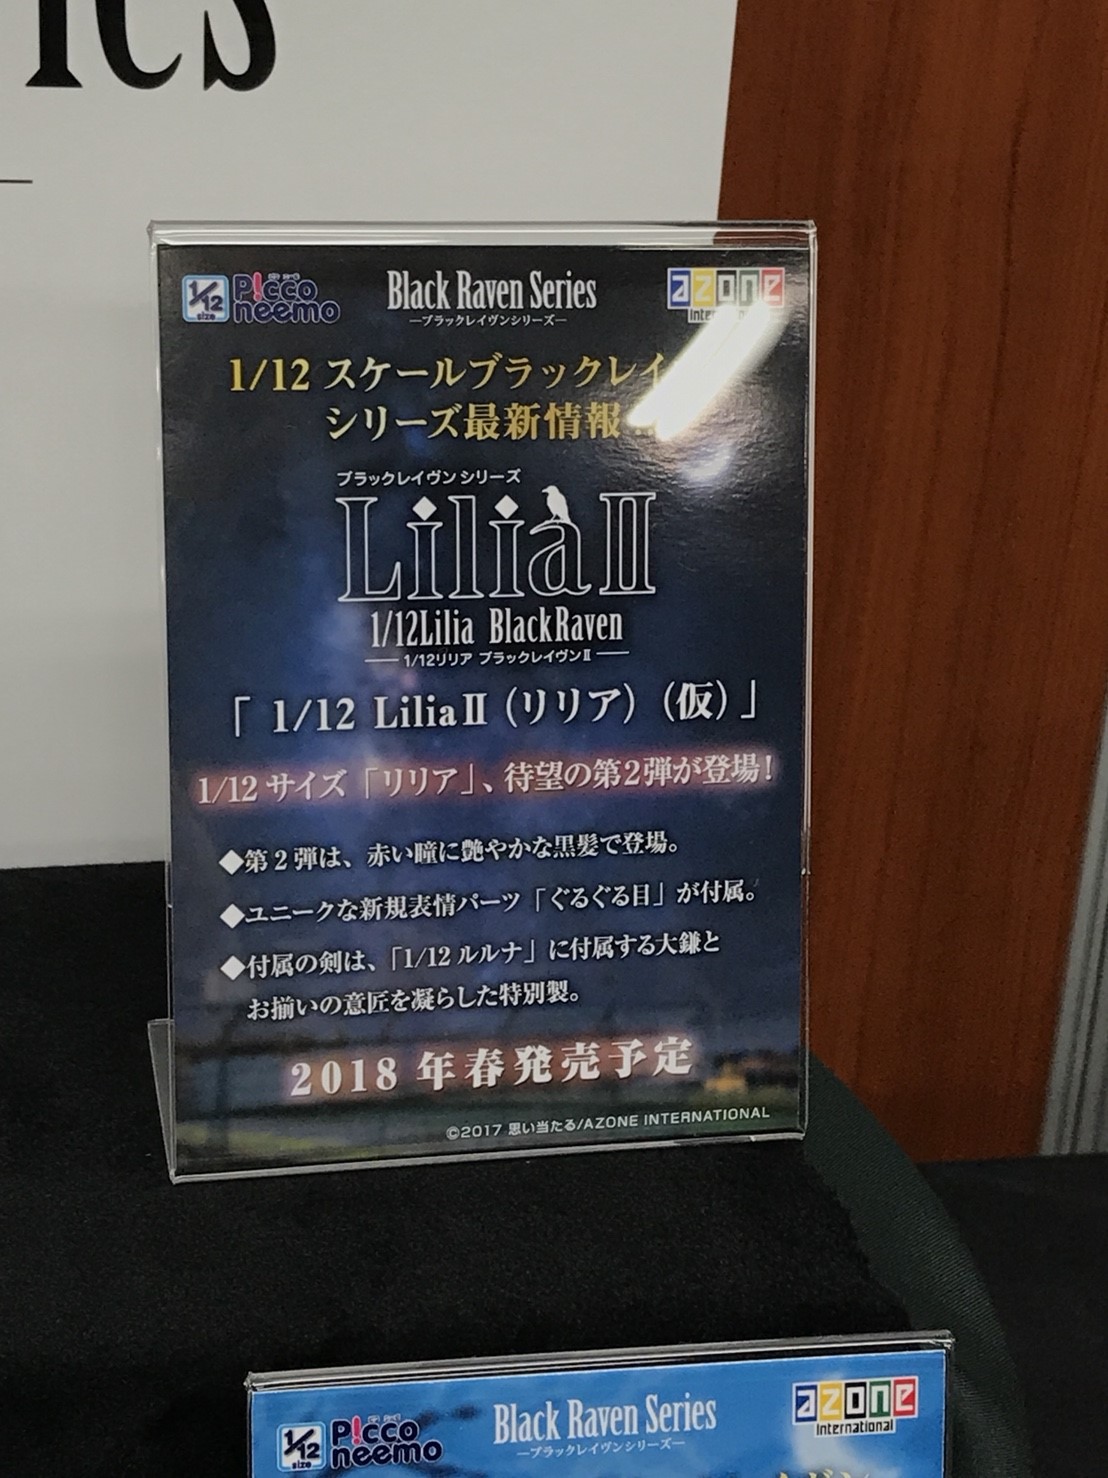 ICS
1/12 size
Picco neemo
Black Raven Series
—ブラックレイヴンシリーズ—
azone
1/12 スケールブラックレイ
シリーズ最新情報
ブラックレイヴンシリーズ
LiliaⅡ
1/12Lilia BlackRaven
1/12リリア ブラックレイヴンⅡ
「 1/12 LiliaⅡ（リリア）（仮）」
1/12 サイズ「リリア」、待望の第2弾が登場!
◆第2弾は、赤い瞳に艶やかな黒髪で登場。
◆ユニークな新規表情パーツ「ぐるぐる目」が付属。
◆付属の剣は、「1/12 ルルナ」に付属する大鎌と
お揃いの意匠を凝らした特別製。
2018 年春発売予定
©2017 思い当たる/AZONE INTERNATIONAL
1/12 size
Picco neemo
Black Raven Series
—ブラックレイヴンシリーズ—
azone
international